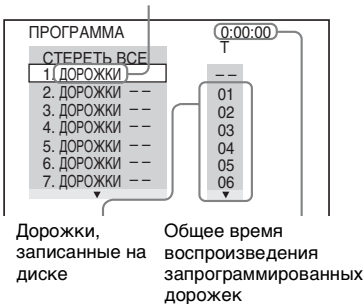 ПРОГРАММА 0:00:00
T
СТЕРЕТЬ ВСЕ
1. ДОРОЖКИ – –
2. ДОРОЖКИ – – 01
3. ДОРОЖКИ – – 02
4. ДОРОЖКИ – – 03
5. ДОРОЖКИ – – 04
6. ДОРОЖКИ – – 05
7. ДОРОЖКИ – – 06
Дорожки,
записанные на
диске
Общее время
воспроизведения
запрограммированных
дорожек